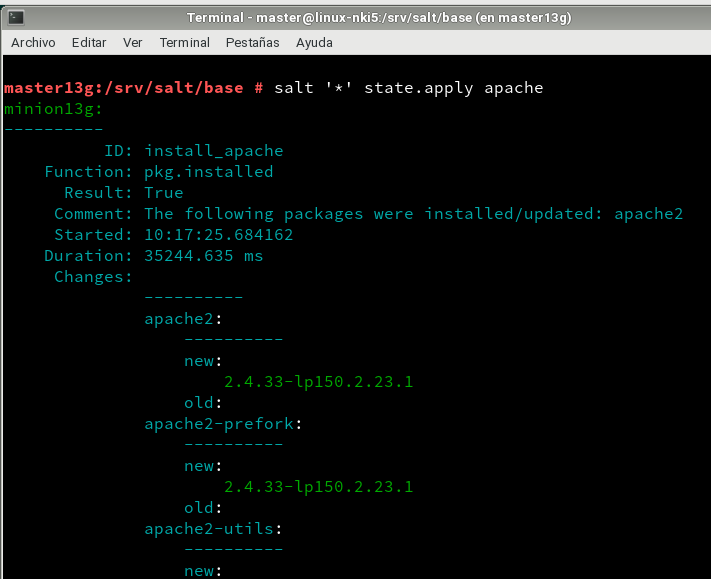 Terminal - master@linux-nki5:/srv/salt/base (en master13g)
Archivo Editar Ver Terminal Pestañas Ayuda
master13g:/srv/salt/base # salt '*' state.apply apache
minion13g:
----------
          ID: install_apache
    Function: pkg.installed
      Result: True
     Comment: The following packages were installed/updated: apache2
     Started: 10:17:25.684162
    Duration: 35244.635 ms
     Changes:
              ----------
              apache2:
                  ----------
                  new:
                      2.4.33-lp150.2.23.1
                  old:
              apache2-prefork:
                  ----------
                  new:
                      2.4.33-lp150.2.23.1
                  old:
              apache2-utils:
                  ----------
                  new: